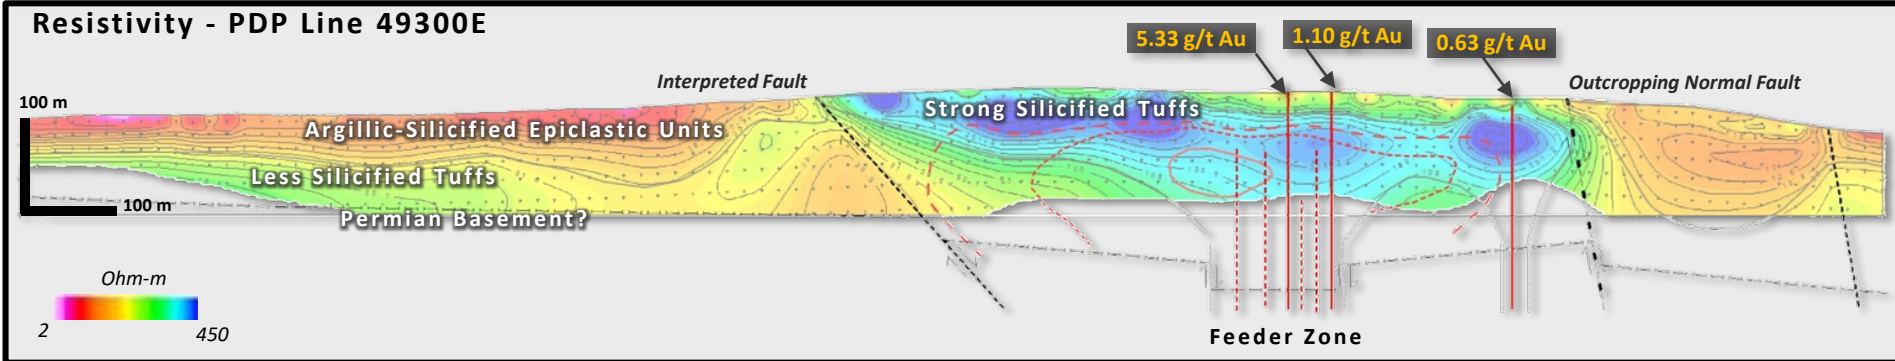 Resistivity - PDP Line 49300E
5.33 g/t Au
1.10 g/t Au
0.63 g/t Au
Interpreted Fault
Outcropping Normal Fault
100 m
Strong Silicified Tuffs
Argillic-Silicified Epiclastic Units
Less Silicified Tuffs
100 m
Permian Basement?
Ohm-m
2
450
Feeder Zone